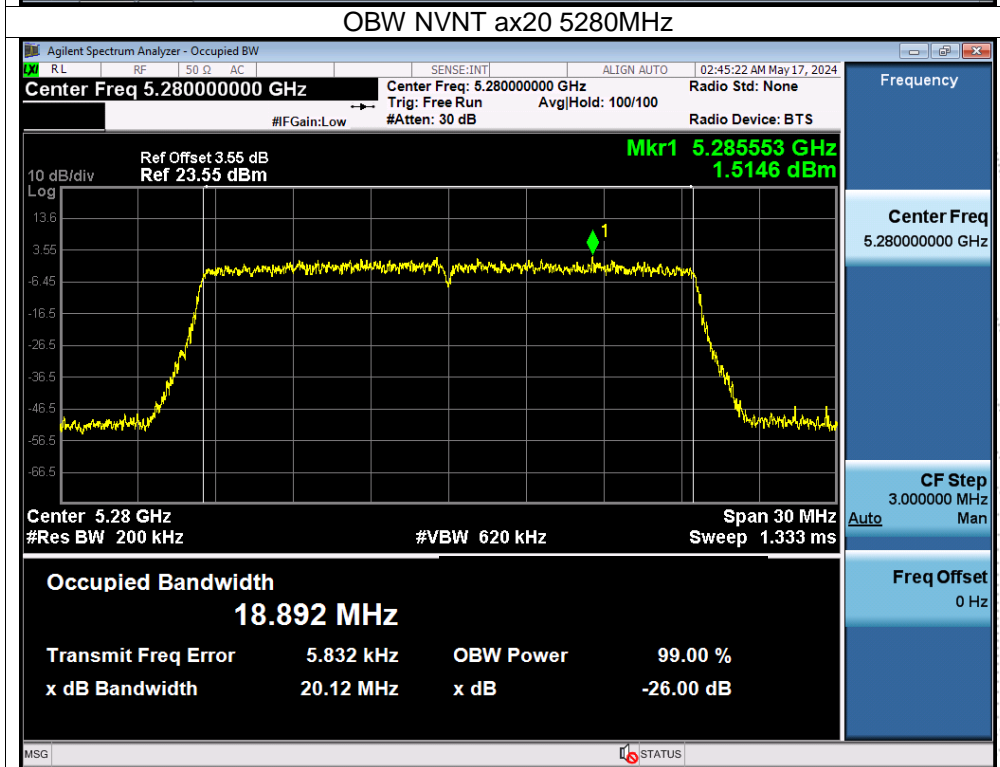 OBW NVNT ax20 5280MHz
Agilent Spectrum Analyzer - Occupied BW
LXI RL RF 50 Ω AC SENSE:INT ALIGN AUTO 02:45:22 AM May 17, 2024
Center Freq 5.280000000 GHz
Center Freq: 5.280000000 GHz Radio Std: None
Trig: Free Run Avg|Hold: 100/100
#IFGain:Low #Atten: 30 dB Radio Device: BTS
Frequency
Mkr1 5.285553 GHz
1.5146 dBm
Ref Offset 3.55 dB
10 dB/div Ref 23.55 dBm
Log
13.6
3.55
-6.45
-16.5
-26.5
-36.5
-46.5
-56.5
-66.5
1
Center 5.28 GHz Span 30 MHz
#Res BW 200 kHz #VBW 620 kHz Sweep 1.333 ms
Occupied Bandwidth
18.892 MHz
Transmit Freq Error 5.832 kHz OBW Power 99.00 %
x dB Bandwidth 20.12 MHz x dB -26.00 dB
Center Freq
5.280000000 GHz
CF Step
3.000000 MHz
Auto Man
Freq Offset
0 Hz
MSG STATUS